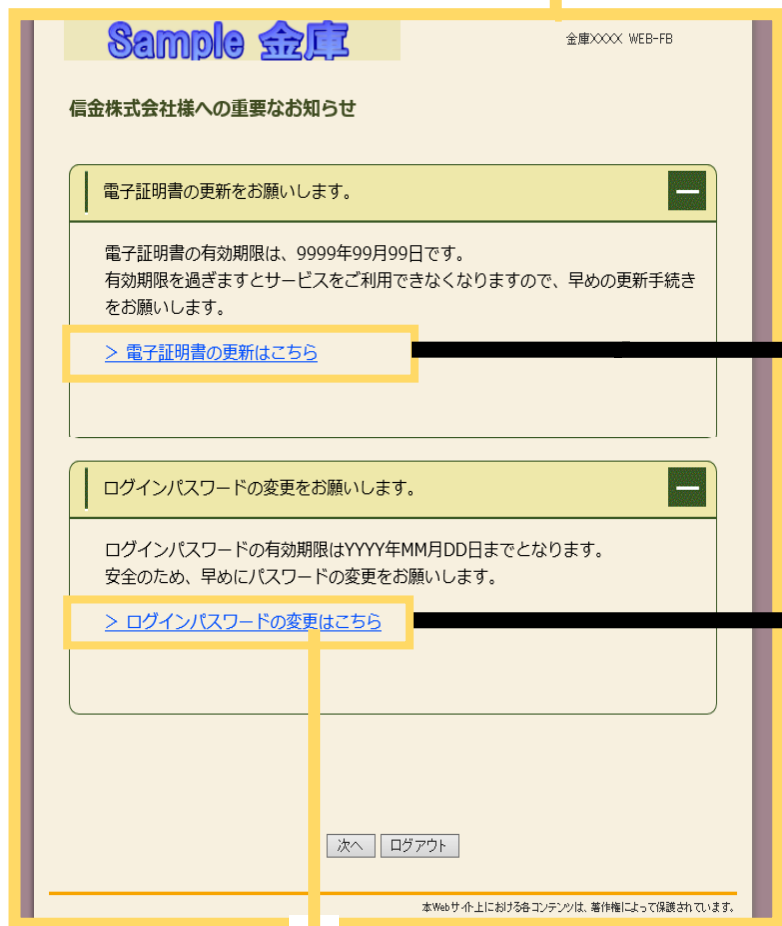 Sample 金庫
金庫XXXX WEB-FB
信金株式会社様への重要なお知らせ
電子証明書の更新をお願いします。
電子証明書の有効期限は、9999年99月99日です。
有効期限を過ぎますとサービスをご利用できなくなりますので、早めの更新手続き
をお願いします。
＞ 電子証明書の更新はこちら
ログインパスワードの変更をお願いします。
ログインパスワードの有効期限はYYYY年MM月DD日までとなります。
安全のため、早めにパスワードの変更をお願いします。
＞ ログインパスワードの変更はこちら
次へ ログアウト
本Webサイト上における各コンテンツは、著作権によって保護されています。